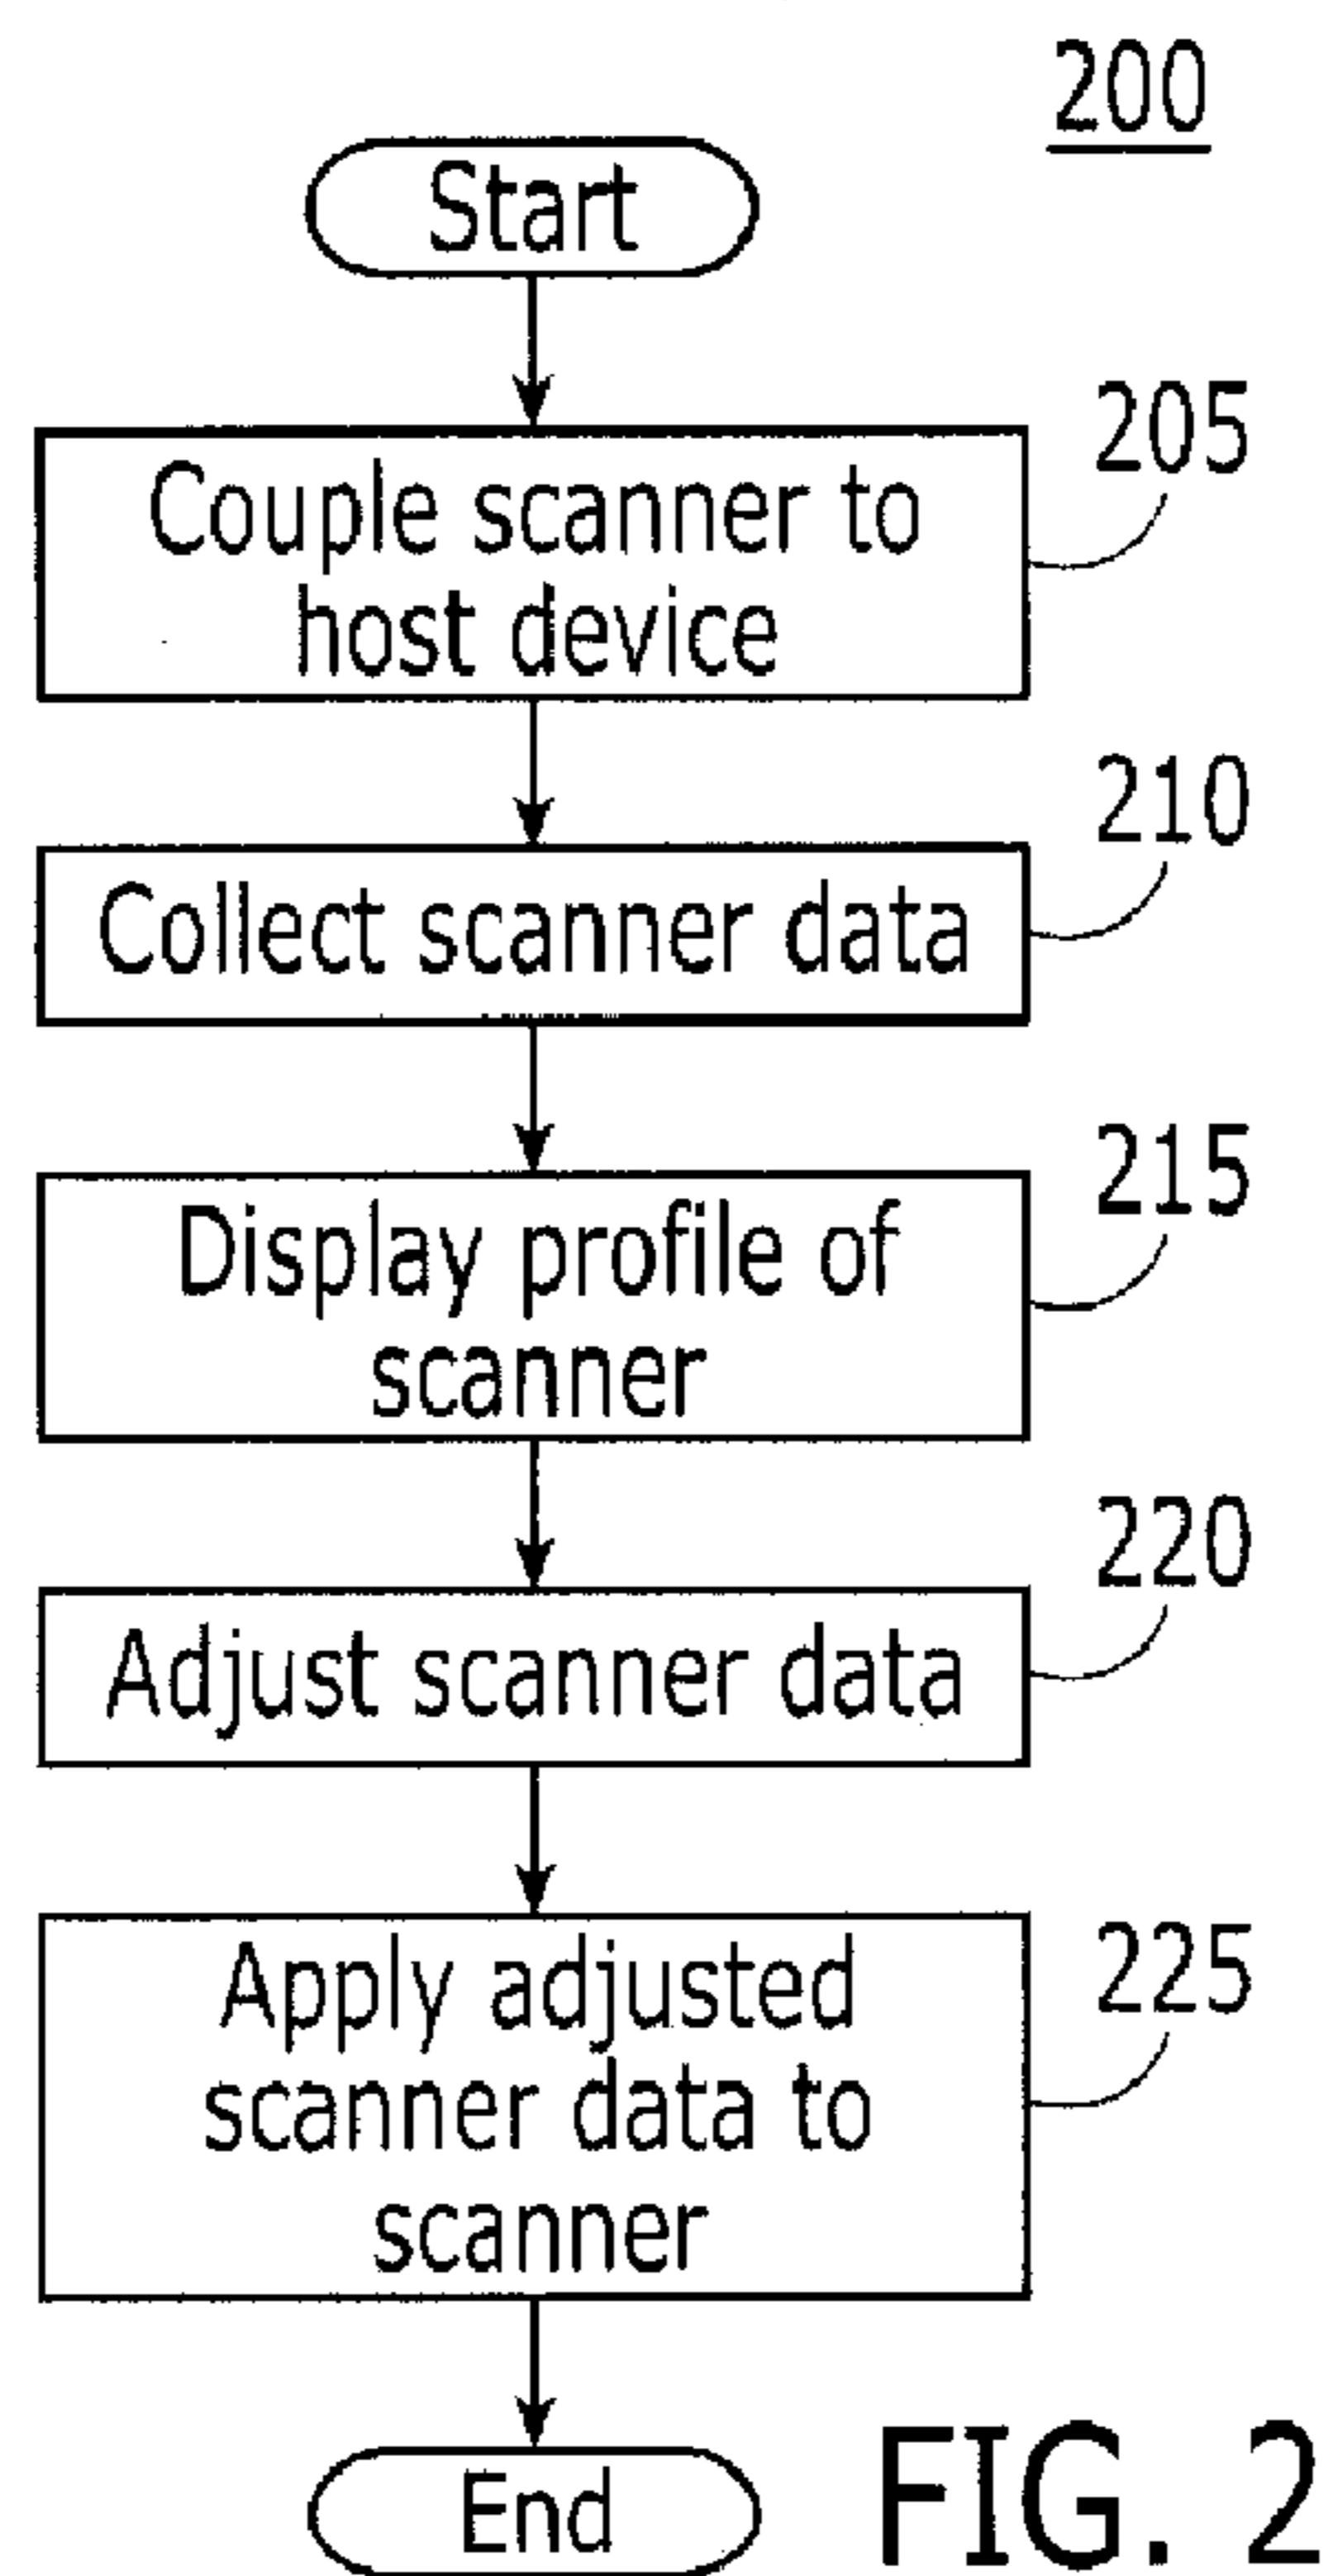 200
Start
205
Couple scanner to
host device
210
Collect scanner data
215
Display profile of
scanner
220
Adjust scanner data
225
Apply adjusted
scanner data to
scanner
End
FIG. 2